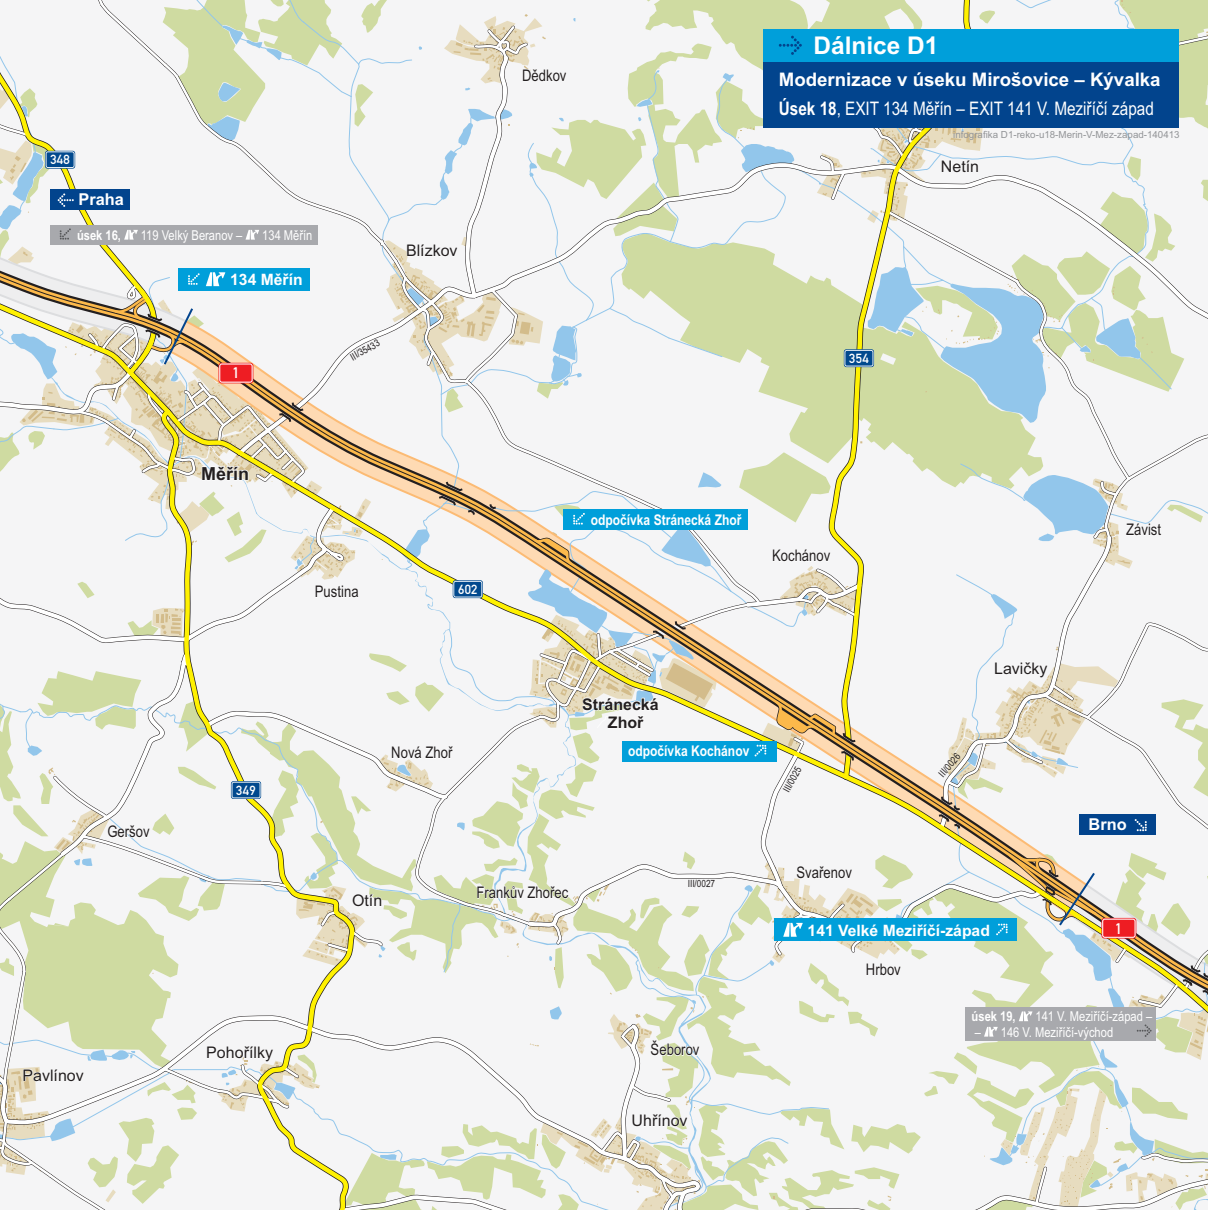 Dálnice D1
Modernizace v úseku Mirošovice – Kývalka
Úsek 18, EXIT 134 Měřín – EXIT 141 V. Meziříčí západ
Infografika D1-reko-u18-Merin-V-Mez-zapad-140413
Dědkov
Netín
348
Praha
úsek 16, 119 Velký Beranov – 134 Měřín
Blízkov
134 Měřín
III/35433
354
1
Měřín
odpočívka Stránecká Zhoř
Závist
Kochánov
Pustina
602
Lavičky
Stránecká
Zhoř
odpočívka Kochánov
Nová Zhoř
III/0025
III/0026
349
Brno
Geršov
Svařenov
III/0027
Frankův Zhořec
Otín
141 Velké Meziříčí-západ
1
Hrbov
úsek 19, 141 V. Meziříčí-západ –
– 146 V. Meziříčí-východ
Šeborov
Pohořílky
Pavlínov
Uhřínov